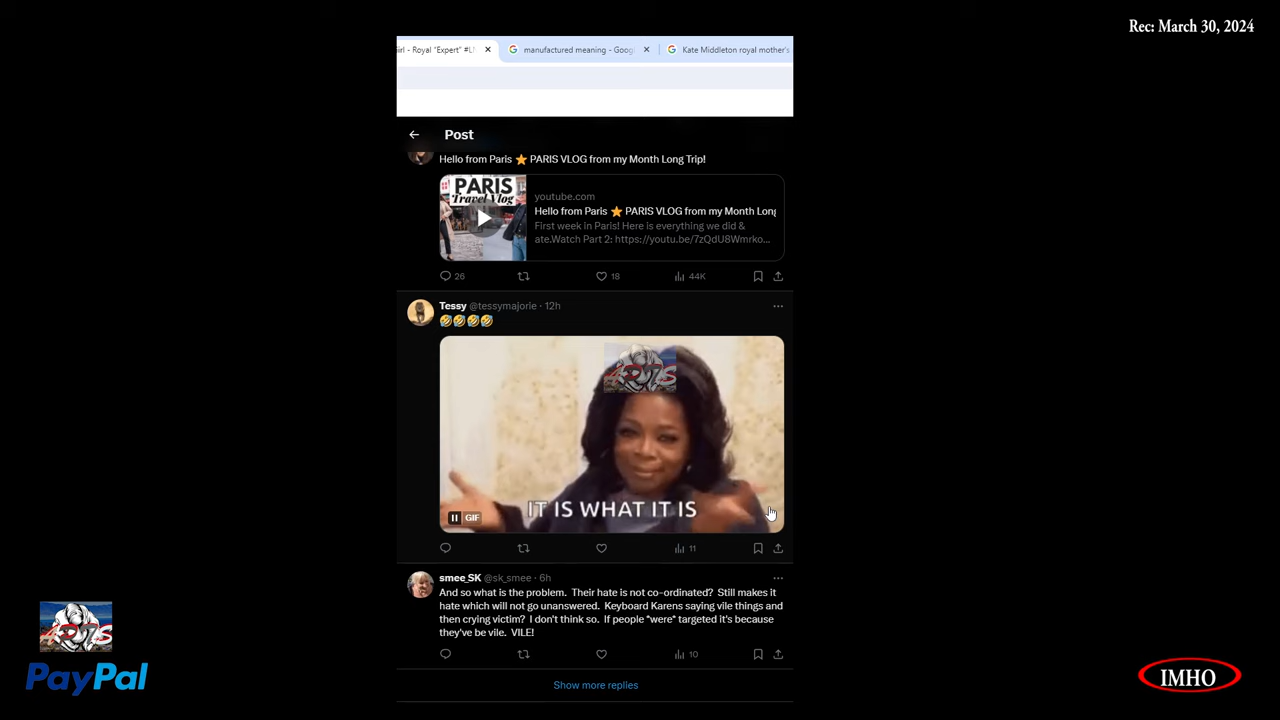 Rec: March 30, 2024
irl - Royal "Expert" #LI
manufactured meaning - Goog
Kate Middleton royal mother's
Post
Hello from Paris ⭐ PARIS VLOG from my Month Long Trip!
PARIS
Travel Vlog
youtube.com
Hello from Paris ⭐ PARIS VLOG from my Month Long
First week in Paris! Here is everything we did &
ate.Watch Part 2: https://youtu.be/7zQdU8Wmrko...
26
18
44K
Tessy @tessymajorie · 12h
🤣🤣🤣🤣
IT IS WHAT IT IS
GIF
11
smee_SK @sk_smee · 6h
And so what is the problem. Their hate is not co-ordinated? Still makes it
hate which will not go unanswered. Keyboard Karens saying vile things and
then crying victim? I don't think so. If people *were* targeted it's because
they've be vile. VILE!
10
Show more replies
PayPal
IMHO